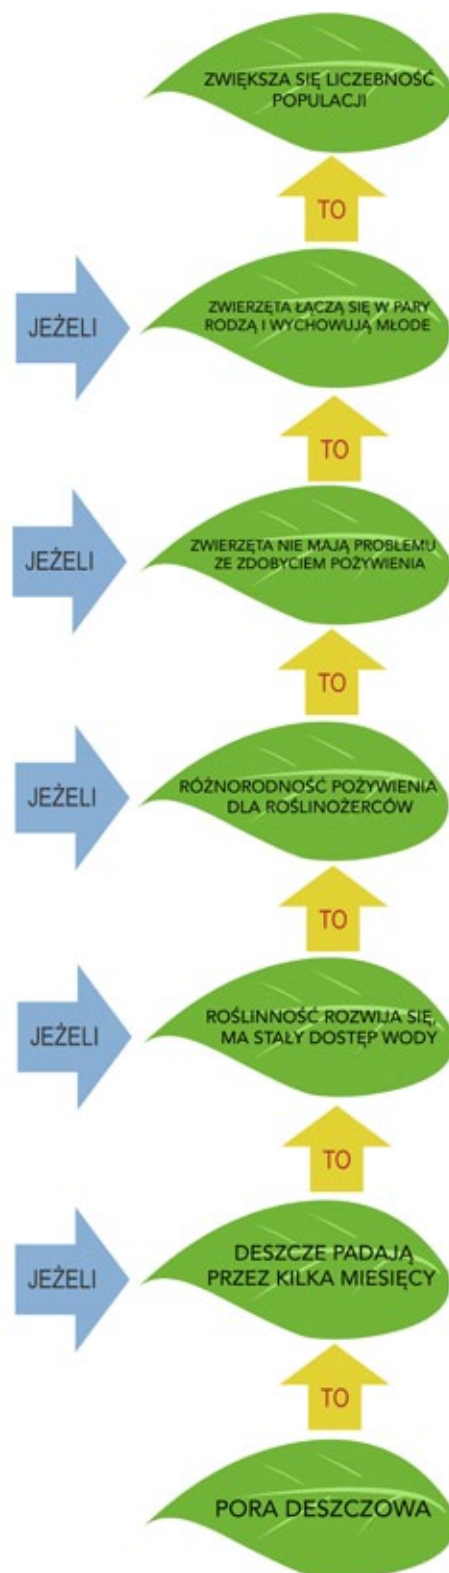 ZWIĘKSZA SIĘ LICZEBNOŚĆ
POPULACJI
TO
JEŻELI
ZWIERZĘTA ŁĄCZĄ SIĘ W PARY
RODZĄ I WYCHOWUJĄ MŁODE
TO
JEŻELI
ZWIERZĘTA NIE MAJĄ PROBLEMU
ZE ZDOBYCIEM POŻYWIENIA
TO
JEŻELI
RÓŻNORODNOŚĆ POŻYWIENIA
DLA ROŚLINOŻERCÓW
TO
JEŻELI
ROŚLINNOŚĆ ROZWIJA SIĘ,
MA STAŁY DOSTĘP WODY
TO
JEŻELI
DESZCZE PADAJĄ
PRZEZ KILKA MIESIĘCY
TO
PORA DESZCZOWA